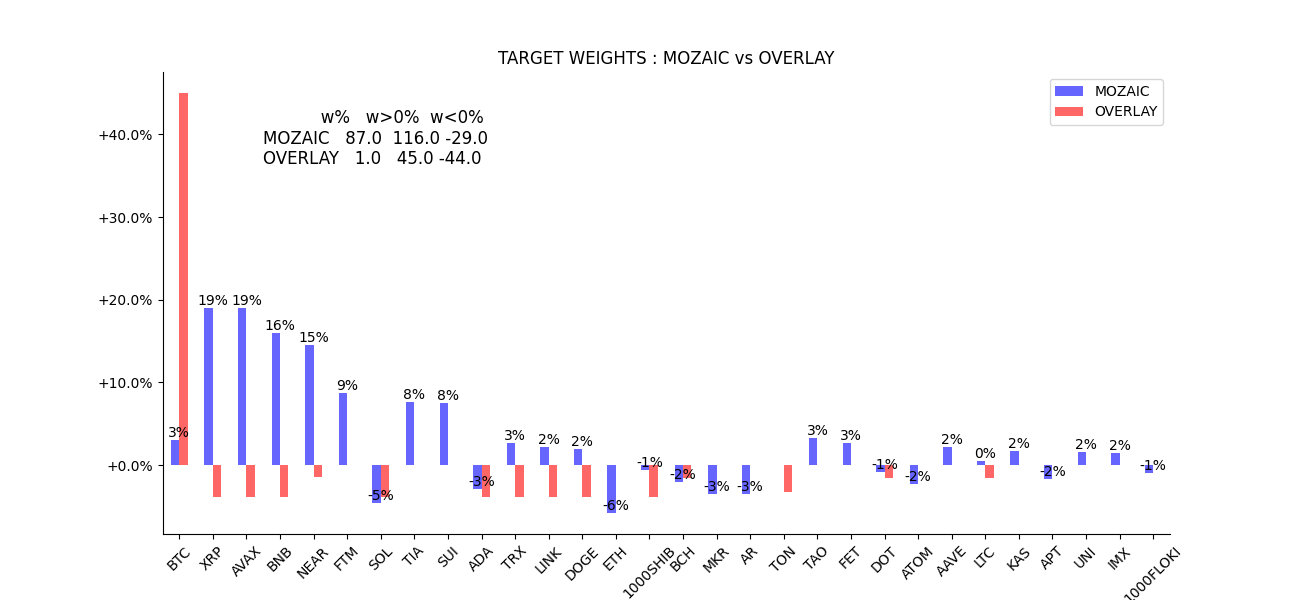 TARGET WEIGHTS : MOZAIC vs OVERLAY
MOZAIC
OVERLAY
w% w>0% w<0%
MOZAIC 87.0 116.0 -29.0
OVERLAY 1.0 45.0 -44.0
+40.0%
+30.0%
+20.0%
+10.0%
+0.0%
3%
19%
19%
16%
15%
9%
-5%
8%
8%
-3%
3%
2%
2%
-6%
-1%
-2%
-3%
-3%
3%
3%
-1%
-2%
2%
0%
2%
-2%
2%
2%
-1%
BTC
XRP
AVAX
BNB
NEAR
FTM
SOL
TIA
SUI
ADA
TRX
LINK
DOGE
ETH
1000SHIB
BCH
MKR
AR
TON
TAO
FET
DOT
ATOM
AAVE
LTC
KAS
APT
UNI
IMX
1000FLOKI